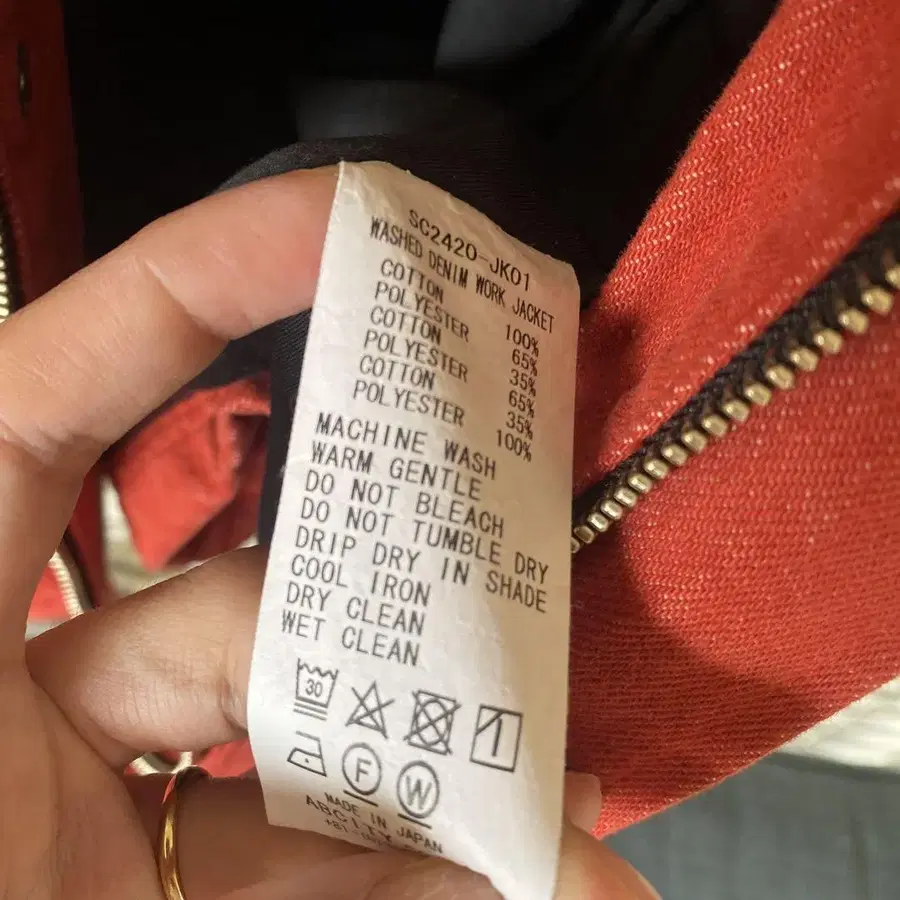 SC2420-JK01
WASHED DENIM WORK JACKET
COTTON 100%
POLYESTER 65%
COTTON 35%
POLYESTER 65%
COTTON 35%
POLYESTER 100%
MACHINE WASH
WARM GENTLE
DO NOT BLEACH
DO NOT TUMBLE DRY
DRIP DRY IN SHADE
COOL IRON
DRY CLEAN
WET CLEAN
30
F
W
MADE IN JAPAN